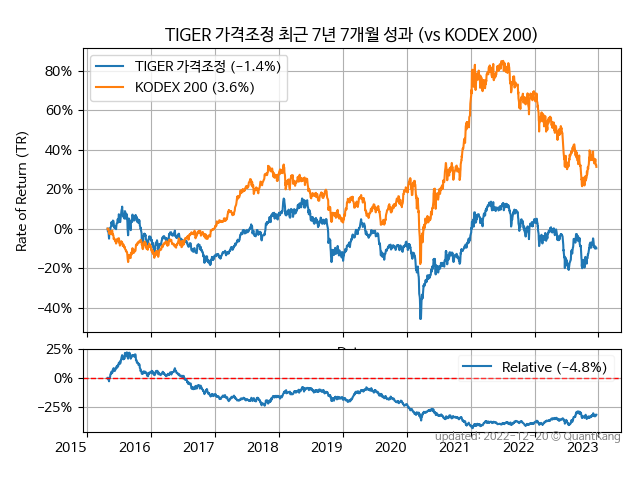 TIGER 가격조정 최근 7년 7개월 성과 (vs KODEX 200)
TIGER 가격조정 (−1.4%)
KODEX 200 (3.6%)
Rate of Return (TR)
80%
60%
40%
20%
0%
−20%
−40%
25%
0%
−25%
Relative (−4.8%)
2015 2016 2017 2018 2019 2020 2021 2022 2023
updated: 2022-12-20 © QuantKang